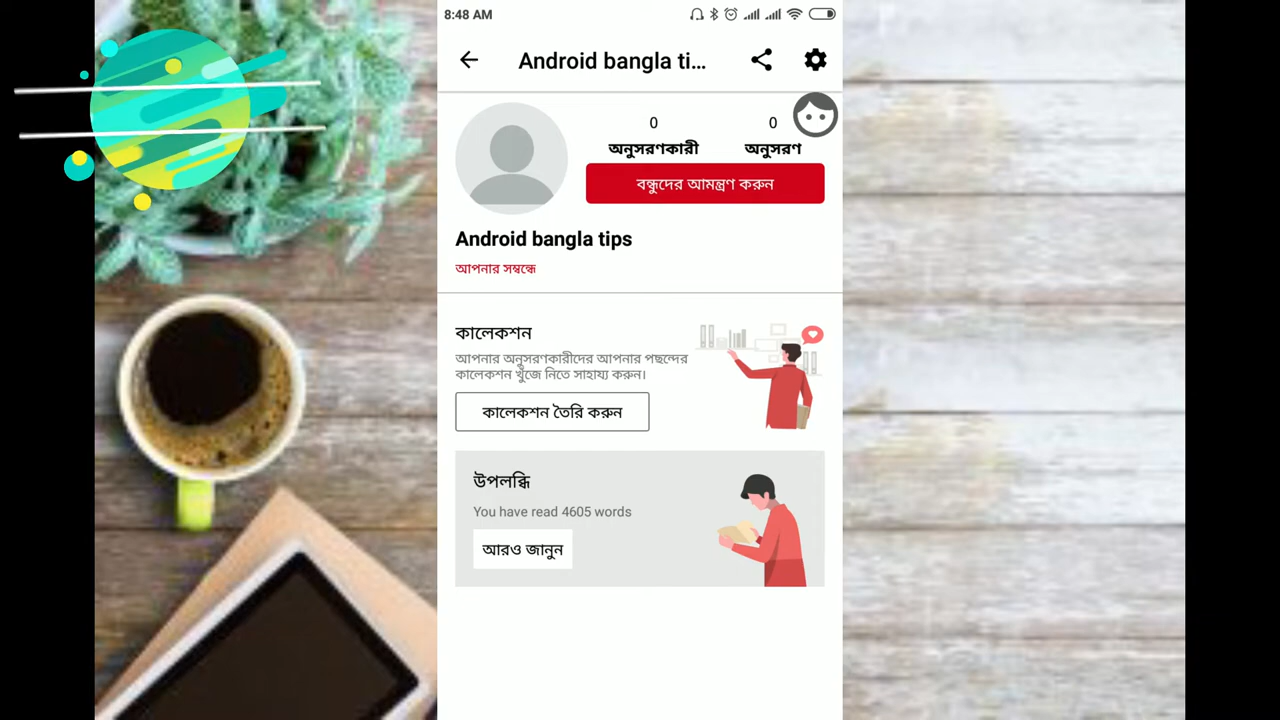 8:48 AM
Android bangla ti...
0
0
অনুসরণকারী
অনুসরণ
বন্ধুদের আমন্ত্রণ করুন
Android bangla tips
আপনার সম্বন্ধে
কালেকশন
আপনার অনুসরণকারীদের আপনার পছন্দের
কালেকশন খুঁজে নিতে সাহায্য করুন।
কালেকশন তৈরি করুন
উপলব্ধি
You have read 4605 words
আরও জানুন